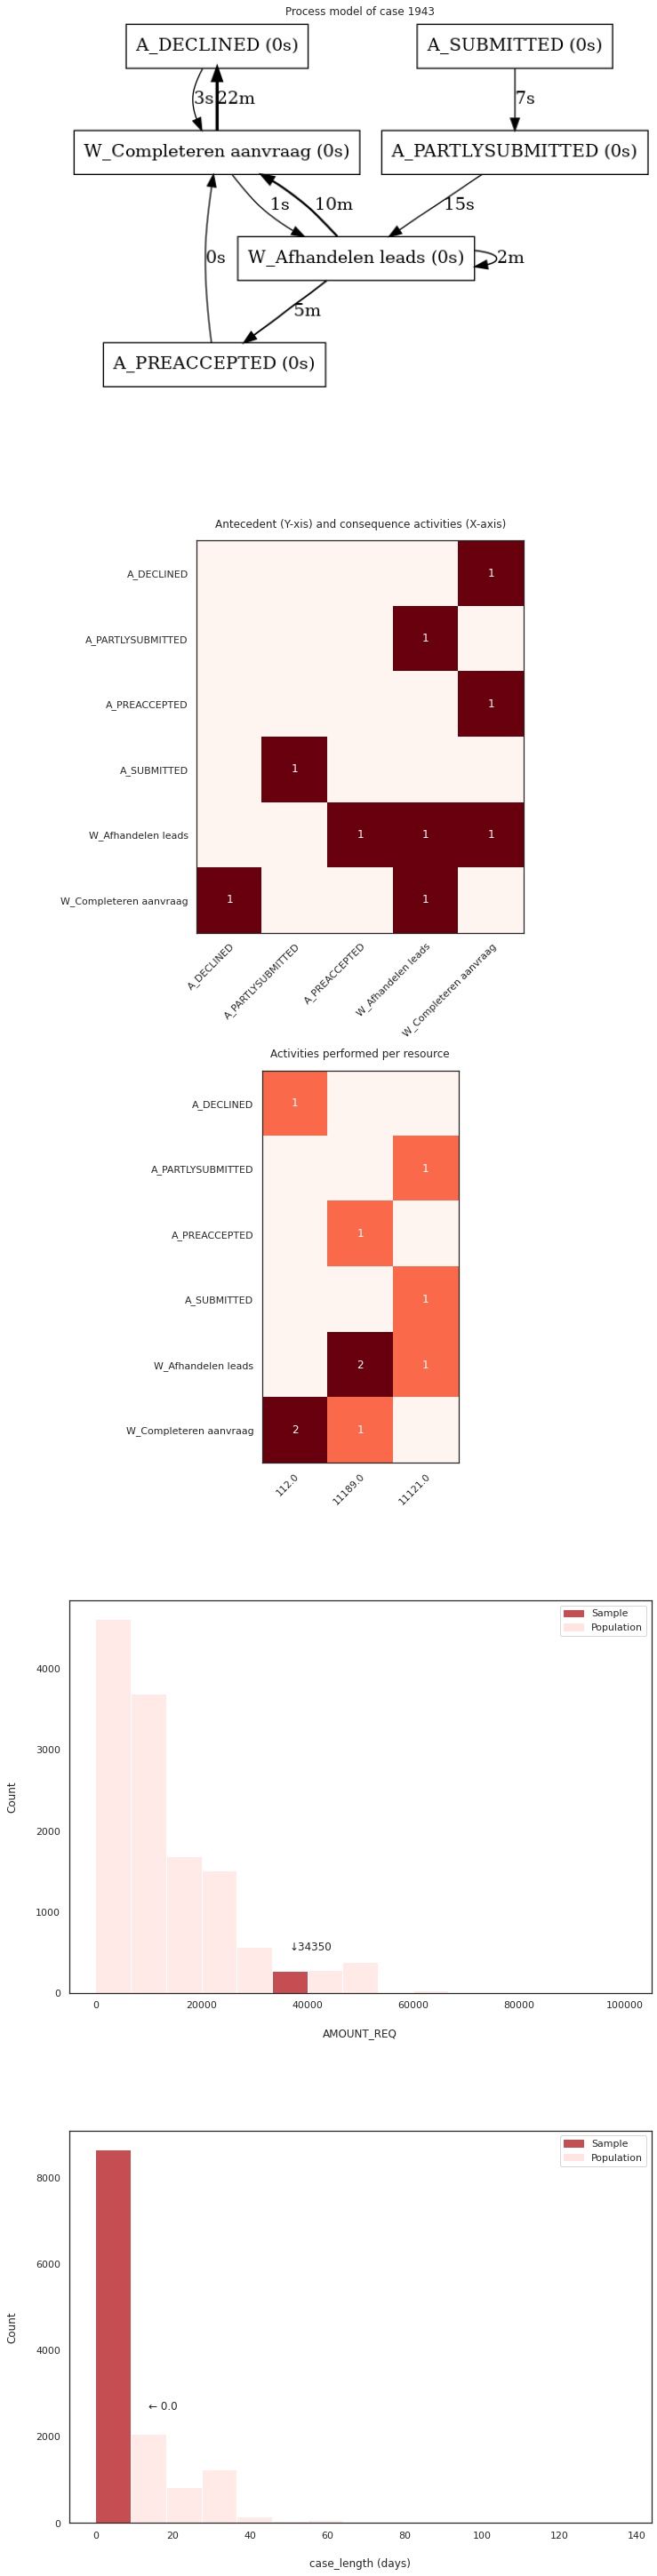 Process model of case 1943
A_DECLINED (0s)
A_SUBMITTED (0s)
3s
22m
7s
W_Completeren aanvraag (0s)
A_PARTLYSUBMITTED (0s)
1s
10m
15s
0s
W_Afhandelen leads (0s)
2m
5m
A_PREACCEPTED (0s)
Antecedent (Y-xis) and consequence activities (X-axis)
A_DECLINED
1
A_PARTLYSUBMITTED
1
A_PREACCEPTED
1
A_SUBMITTED
1
W_Afhandelen leads
1
1
1
W_Completeren aanvraag
1
1
A_DECLINED
A_PARTLYSUBMITTED
A_PREACCEPTED
W_Afhandelen leads
W_Completeren aanvraag
Activities performed per resource
A_DECLINED
1
A_PARTLYSUBMITTED
1
A_PREACCEPTED
1
A_SUBMITTED
1
W_Afhandelen leads
2
1
W_Completeren aanvraag
2
1
112.0
11189.0
11121.0
Sample
Population
4000
3000
2000
1000
0
Count
↓34350
0
20000
40000
60000
80000
100000
AMOUNT_REQ
Sample
Population
8000
6000
4000
2000
0
Count
← 0.0
0
20
40
60
80
100
120
140
case_length (days)